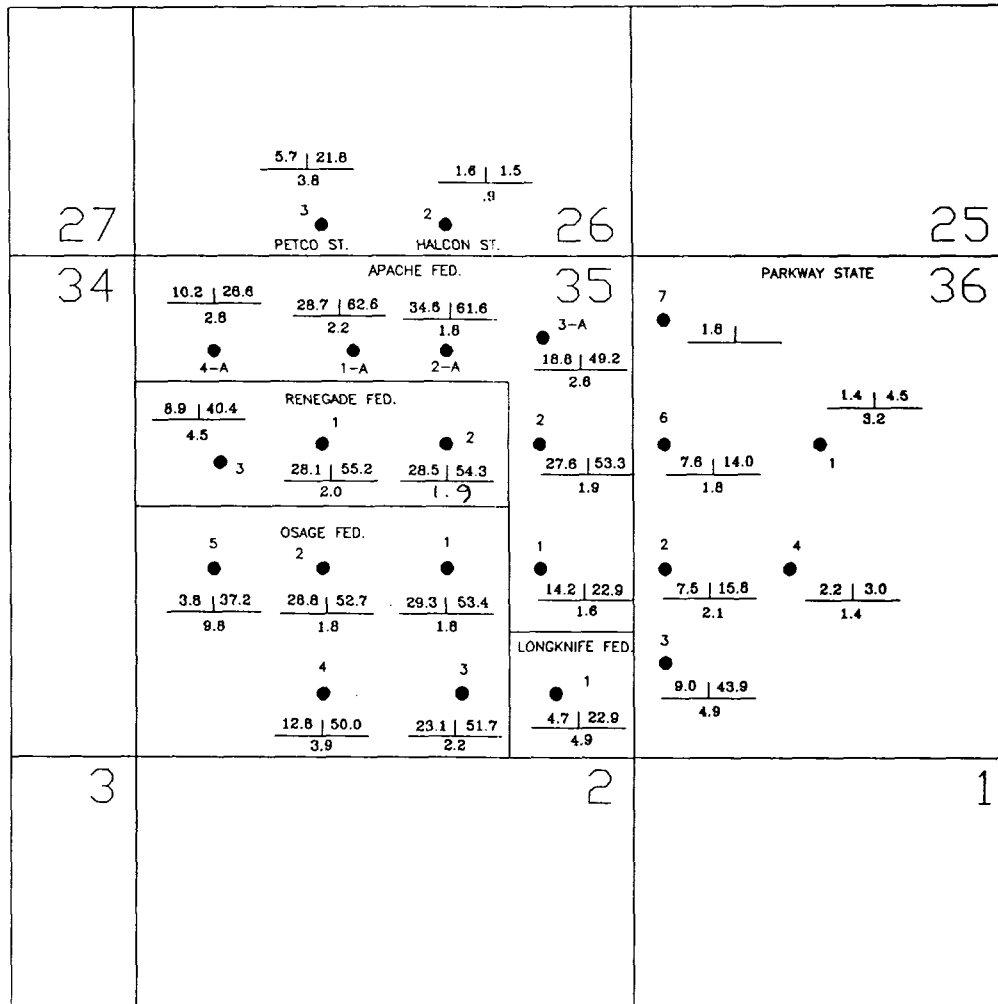 5.7 | 21.8
3.8
1.6 | 1.5
.9
3
2
27
PETCO ST.
HALCON ST.
26
25
34
APACHE FED.
35
PARKWAY STATE
36
10.2 | 26.6
2.8
28.7 | 62.6
2.2
34.6 | 61.6
1.8
3-A
7
1.8 |
4-A
1-A
2-A
18.8 | 49.2
2.6
8.9 | 40.4
4.5
RENEGADE FED.
1.4 | 4.5
3.2
1
2
2
6
1
3
28.1 | 55.2
2.0
28.5 | 54.3
1.9
27.6 | 53.3
1.9
7.6 | 14.0
1.8
OSAGE FED.
5
2
1
1
2
4
3.8 | 37.2
9.8
28.8 | 52.7
1.8
29.3 | 53.4
1.8
14.2 | 22.9
1.6
7.5 | 15.8
2.1
2.2 | 3.0
1.4
LONGKNIFE FED.
3
4
3
1
9.0 | 43.9
4.9
12.8 | 50.0
3.9
23.1 | 51.7
2.2
4.7 | 22.9
4.9
3
2
1